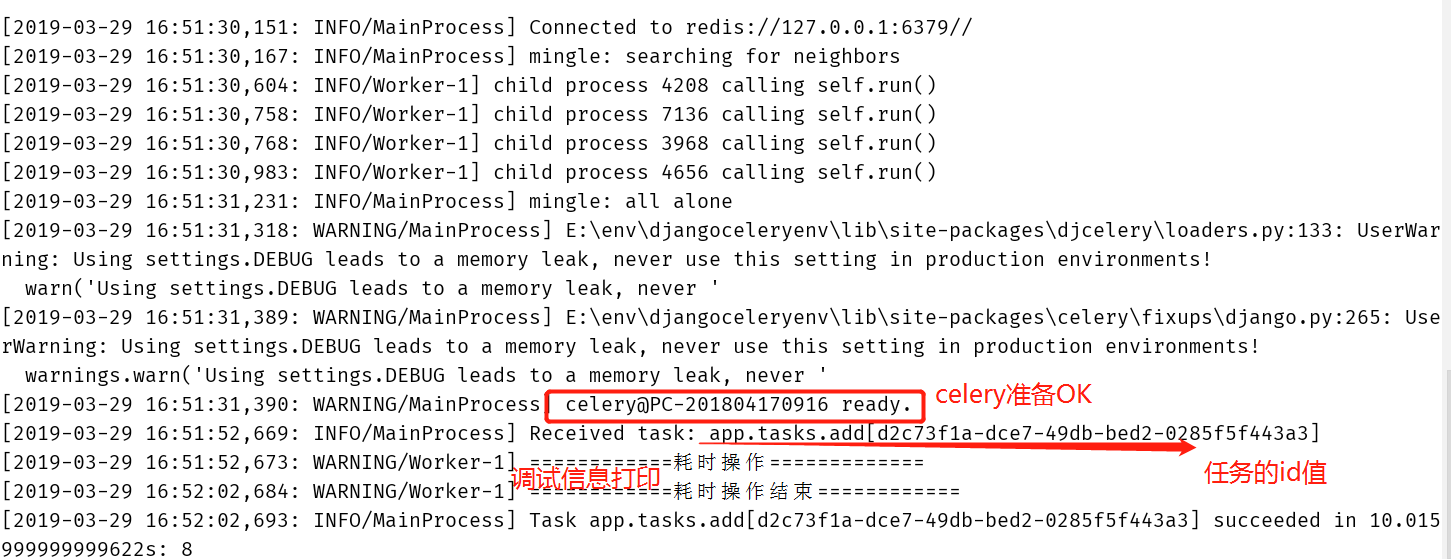 [2019-03-29 16:51:30,151: INFO/MainProcess] Connected to redis://127.0.0.1:6379//
[2019-03-29 16:51:30,167: INFO/MainProcess] mingle: searching for neighbors
[2019-03-29 16:51:30,604: INFO/Worker-1] child process 4208 calling self.run()
[2019-03-29 16:51:30,758: INFO/Worker-1] child process 7136 calling self.run()
[2019-03-29 16:51:30,768: INFO/Worker-1] child process 3968 calling self.run()
[2019-03-29 16:51:30,983: INFO/Worker-1] child process 4656 calling self.run()
[2019-03-29 16:51:31,231: INFO/MainProcess] mingle: all alone
[2019-03-29 16:51:31,318: WARNING/MainProcess] E:\env\djangoceleryenv\lib\site-packages\djcelery\loaders.py:133: UserWar
ning: Using settings.DEBUG leads to a memory leak, never use this setting in production environments!
warn('Using settings.DEBUG leads to a memory leak, never '
[2019-03-29 16:51:31,389: WARNING/MainProcess] E:\env\djangoceleryenv\lib\site-packages\celery\fixups\django.py:265: Use
rWarning: Using settings.DEBUG leads to a memory leak, never use this setting in production environments!
warnings.warn('Using settings.DEBUG leads to a memory leak, never '
[2019-03-29 16:51:31,390: WARNING/MainProcess] celery@PC-201804170916 ready.
celery准备OK
[2019-03-29 16:51:52,669: INFO/MainProcess] Received task: app.tasks.add[d2c73f1a-dce7-49db-bed2-0285f5f443a3]
[2019-03-29 16:51:52,673: WARNING/Worker-1] ============耗时操作=============
调试信息打印
任务的id值
[2019-03-29 16:52:02,684: WARNING/Worker-1] ============耗时操作结束============
[2019-03-29 16:52:02,693: INFO/MainProcess] Task app.tasks.add[d2c73f1a-dce7-49db-bed2-0285f5f443a3] succeeded in 10.015
999999999622s: 8